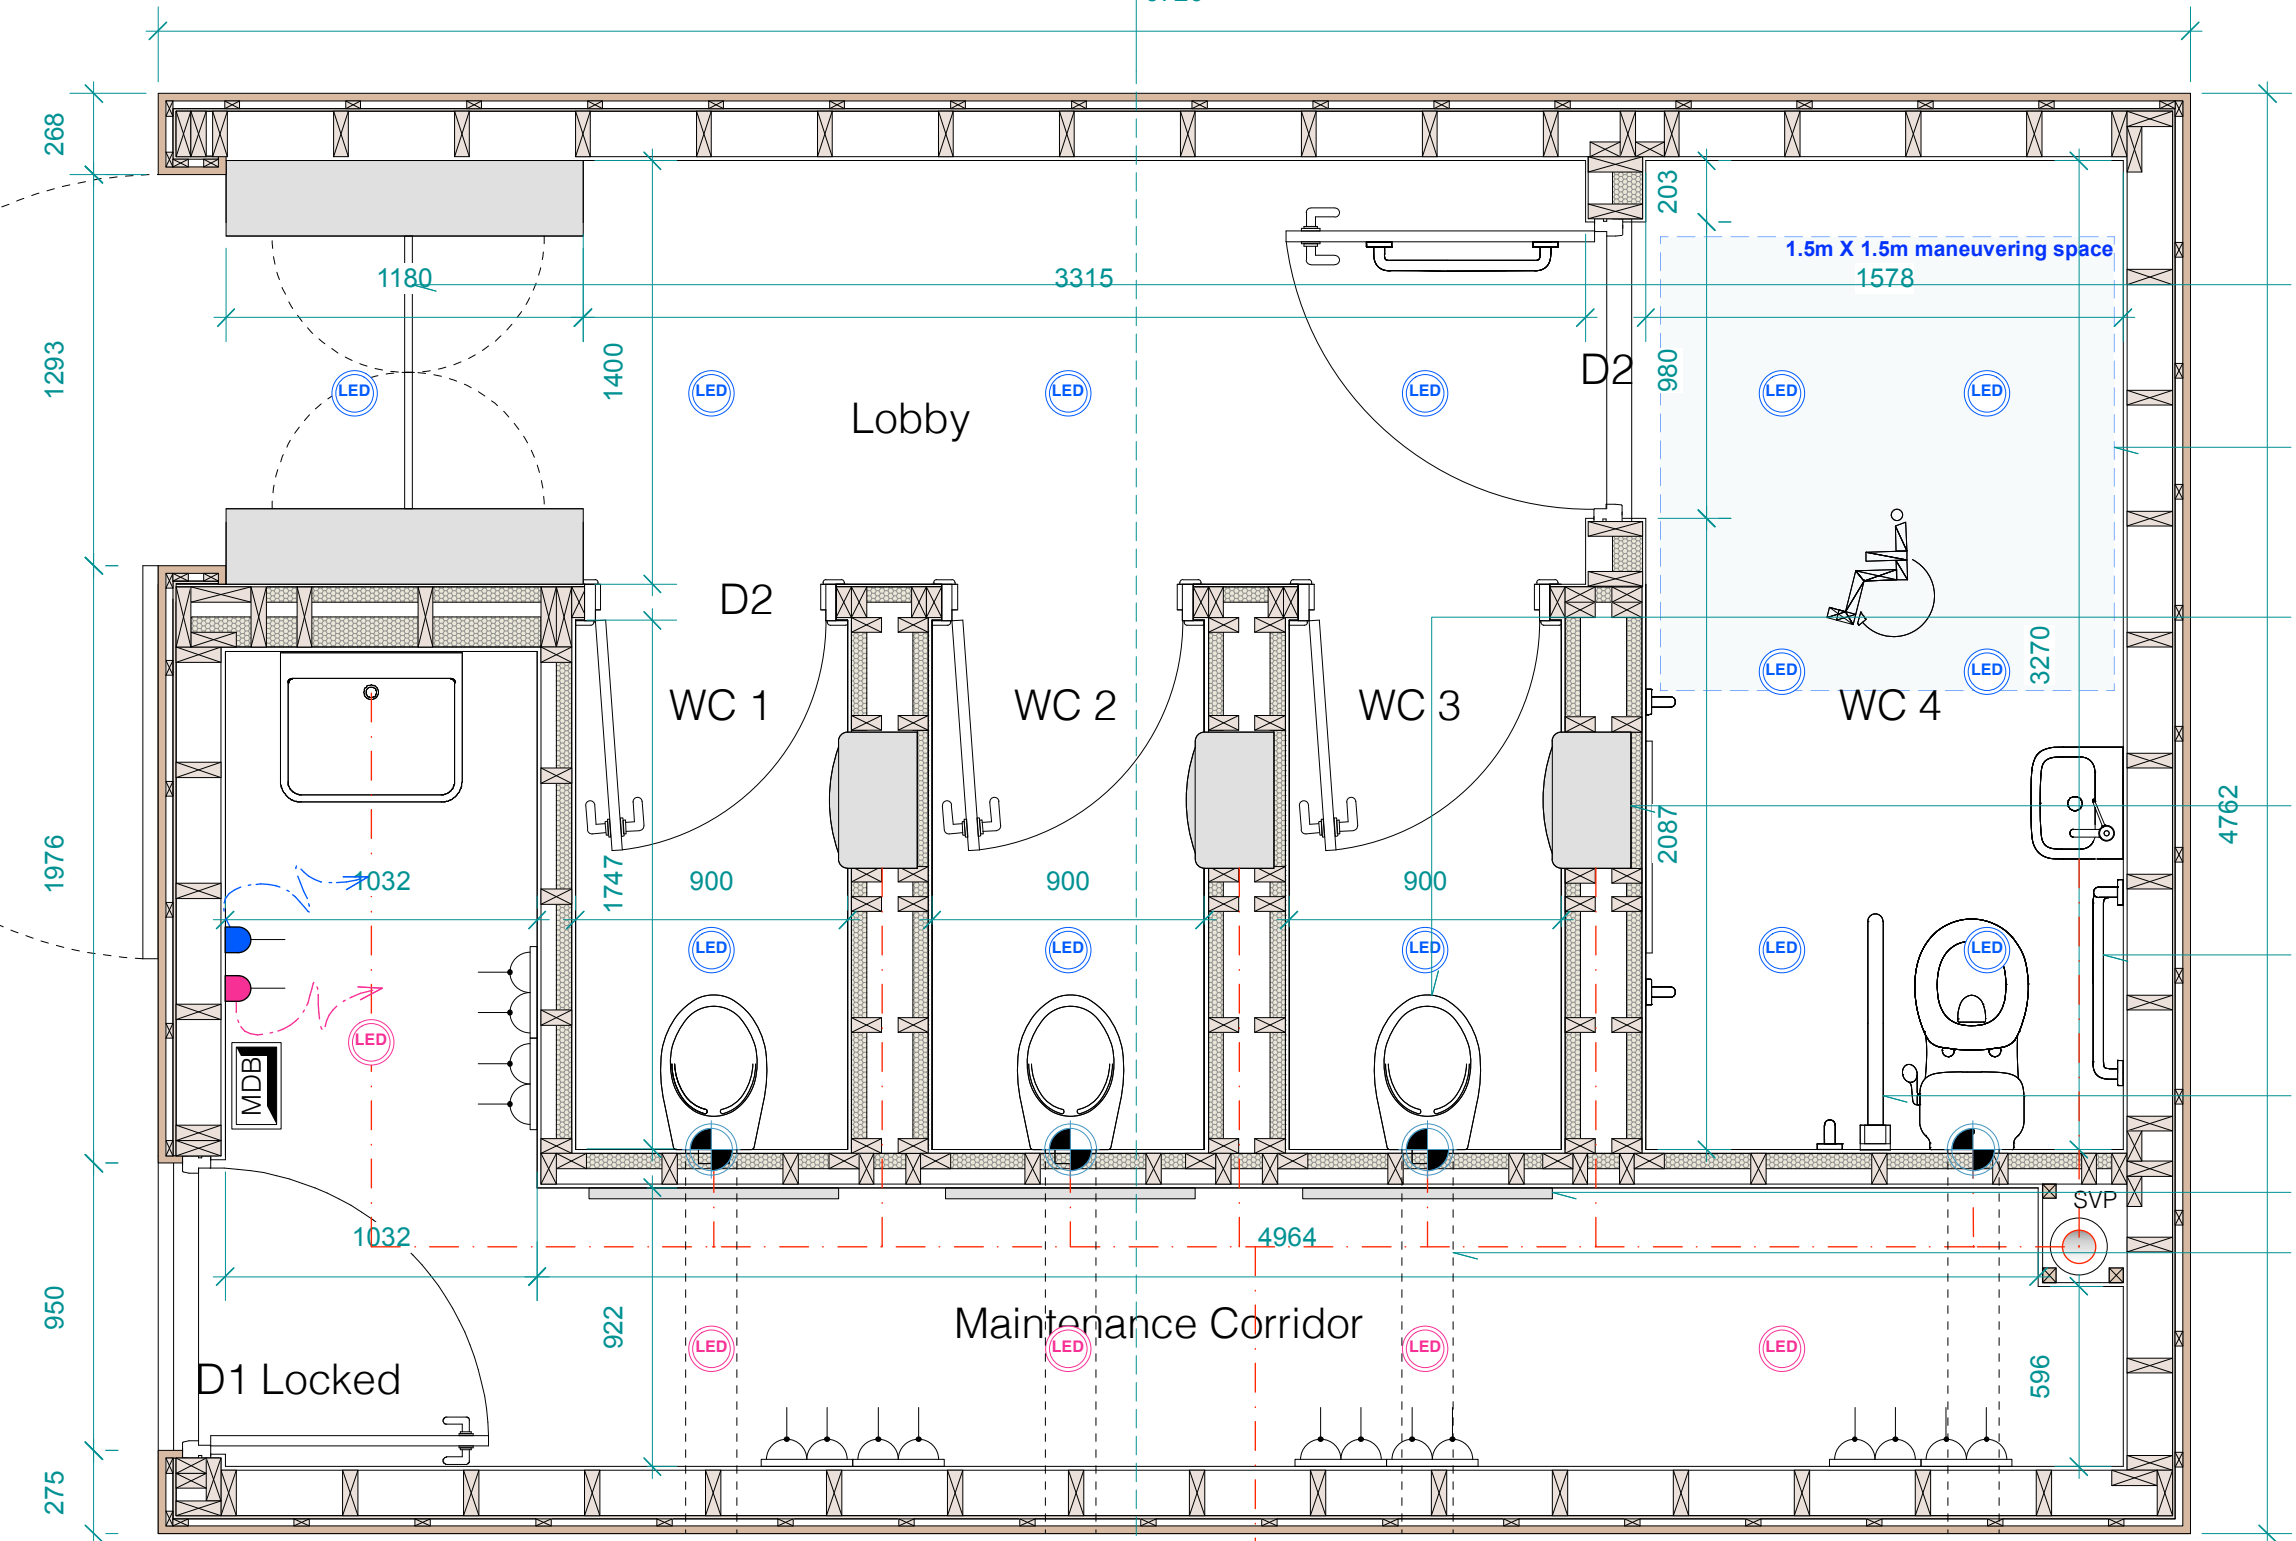 268
203
1.5m X 1.5m maneuvering space
1180
3315
1578
1293
1400
D2
980
LED
LED
LED
LED
LED
LED
Lobby
D2
3270
LED
LED
WC 1
WC 2
WC 3
WC 4
4762
2087
1976
1747
1032
900
900
900
LED
LED
LED
LED
LED
LED
MDB
SVP
1032
4964
950
922
Maintenance Corridor
LED
LED
LED
LED
596
D1 Locked
275